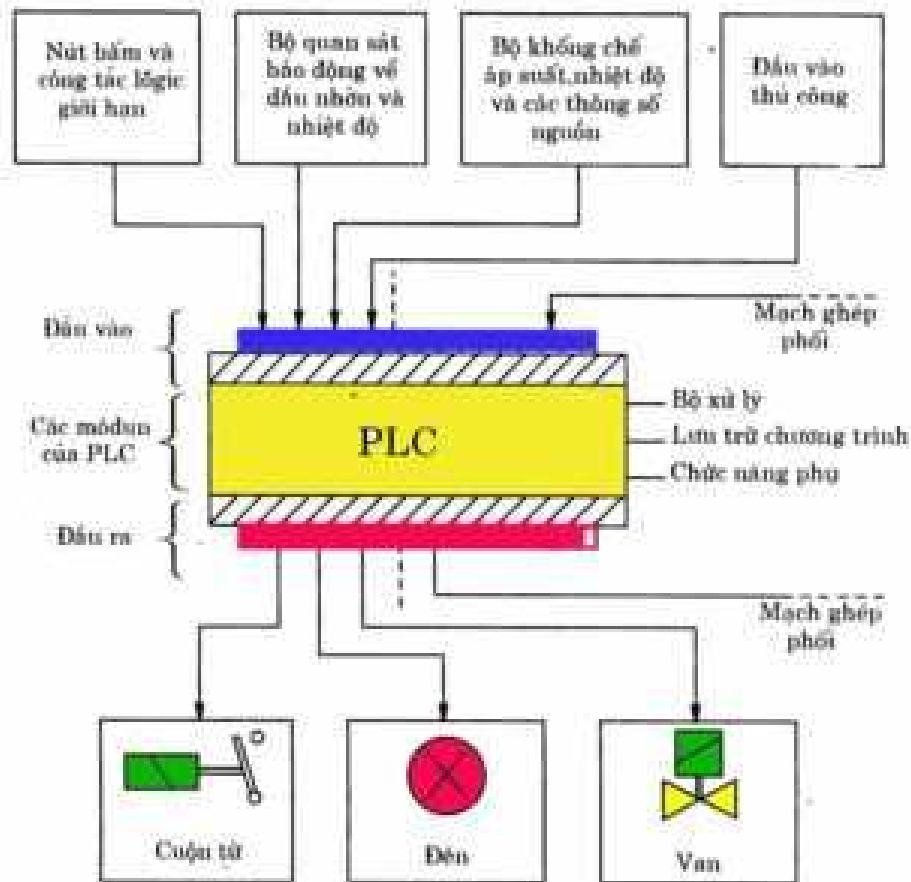 Nút bấm và
công tác lôgic
giới hạn
Bộ quan sát
báo động về
dầu nhờn và
nhiệt độ
Bộ khống chế
áp suất,nhiệt độ
và các thông số
nguồn
Đầu vào
thủ công
Đầu vào
Mạch ghép
phối
Các môđun
của PLC
PLC
Bộ xử lý
Lưu trữ chương trình
Chức năng phụ
Đầu ra
Mạch ghép
phối
Cuộn từ
Đèn
Van